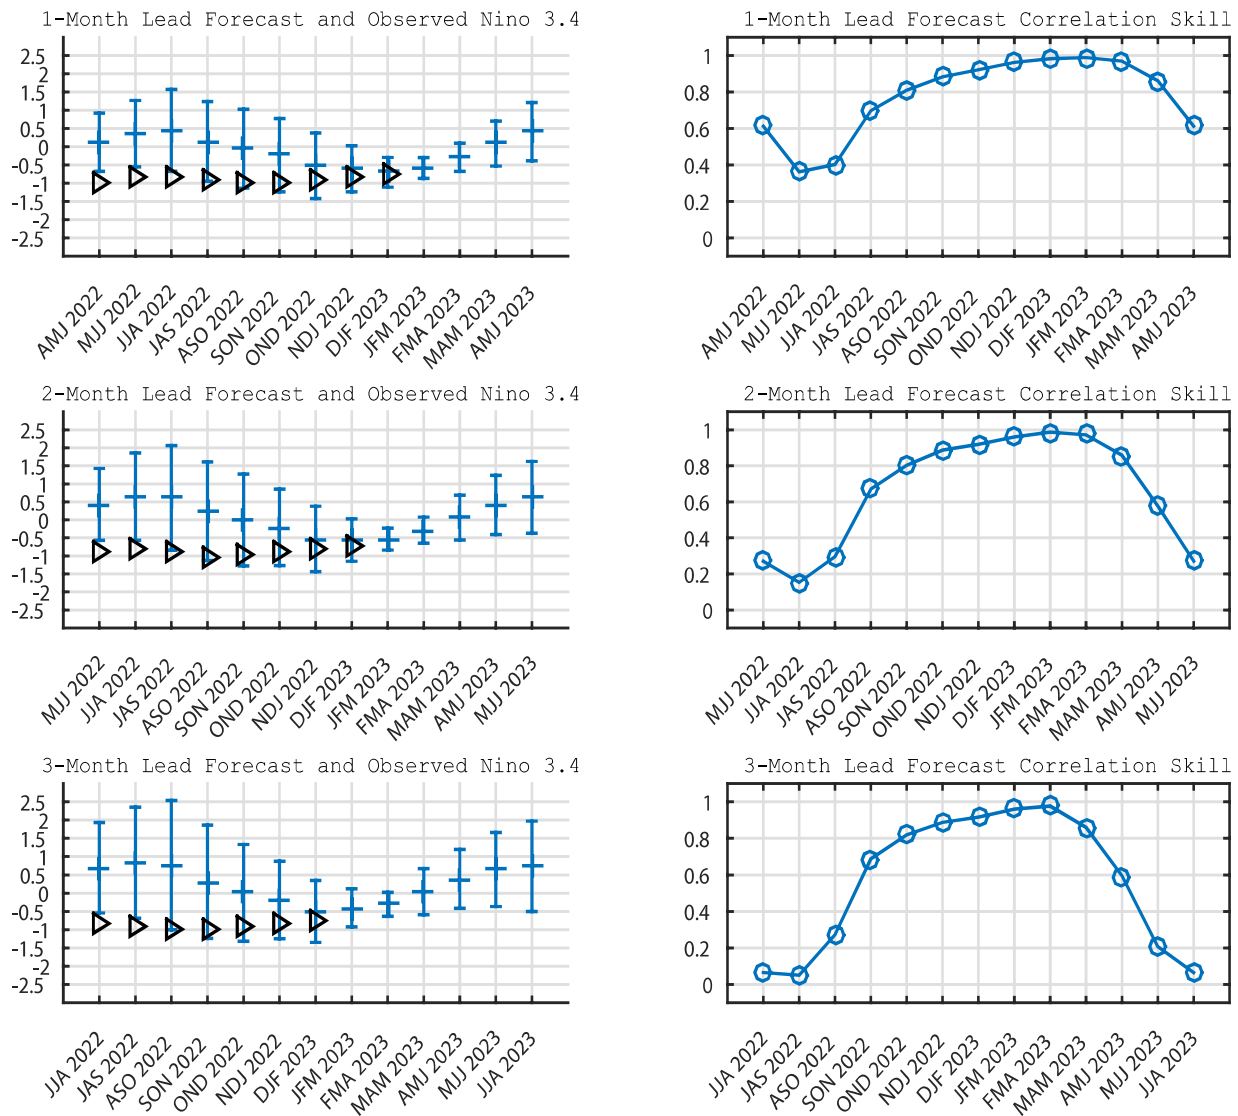 1-Month Lead Forecast and Observed Nino 3.4
2.5
2
1.5
1
0.5
0
-0.5
-1
-1.5
-2
-2.5
AMJ 2022
MJJ 2022
JJA 2022
JAS 2022
ASO 2022
SON 2022
OND 2022
NDJ 2022
DJF 2023
JFM 2023
FMA 2023
MAM 2023
AMJ 2023
1-Month Lead Forecast Correlation Skill
1
0.8
0.6
0.4
0.2
0
AMJ 2022
MJJ 2022
JJA 2022
JAS 2022
ASO 2022
SON 2022
OND 2022
NDJ 2022
DJF 2023
JFM 2023
FMA 2023
MAM 2023
AMJ 2023
2-Month Lead Forecast and Observed Nino 3.4
2.5
2
1.5
1
0.5
0
-0.5
-1
-1.5
-2
-2.5
MJJ 2022
JJA 2022
JAS 2022
ASO 2022
SON 2022
OND 2022
NDJ 2022
DJF 2023
JFM 2023
FMA 2023
MAM 2023
AMJ 2023
MJJ 2023
2-Month Lead Forecast Correlation Skill
1
0.8
0.6
0.4
0.2
0
MJJ 2022
JJA 2022
JAS 2022
ASO 2022
SON 2022
OND 2022
NDJ 2022
DJF 2023
JFM 2023
FMA 2023
MAM 2023
AMJ 2023
MJJ 2023
3-Month Lead Forecast and Observed Nino 3.4
2.5
2
1.5
1
0.5
0
-0.5
-1
-1.5
-2
-2.5
JJA 2022
JAS 2022
ASO 2022
SON 2022
OND 2022
NDJ 2022
DJF 2023
JFM 2023
FMA 2023
MAM 2023
AMJ 2023
MJJ 2023
JJA 2023
3-Month Lead Forecast Correlation Skill
1
0.8
0.6
0.4
0.2
0
JJA 2022
JAS 2022
ASO 2022
SON 2022
OND 2022
NDJ 2022
DJF 2023
JFM 2023
FMA 2023
MAM 2023
AMJ 2023
MJJ 2023
JJA 2023